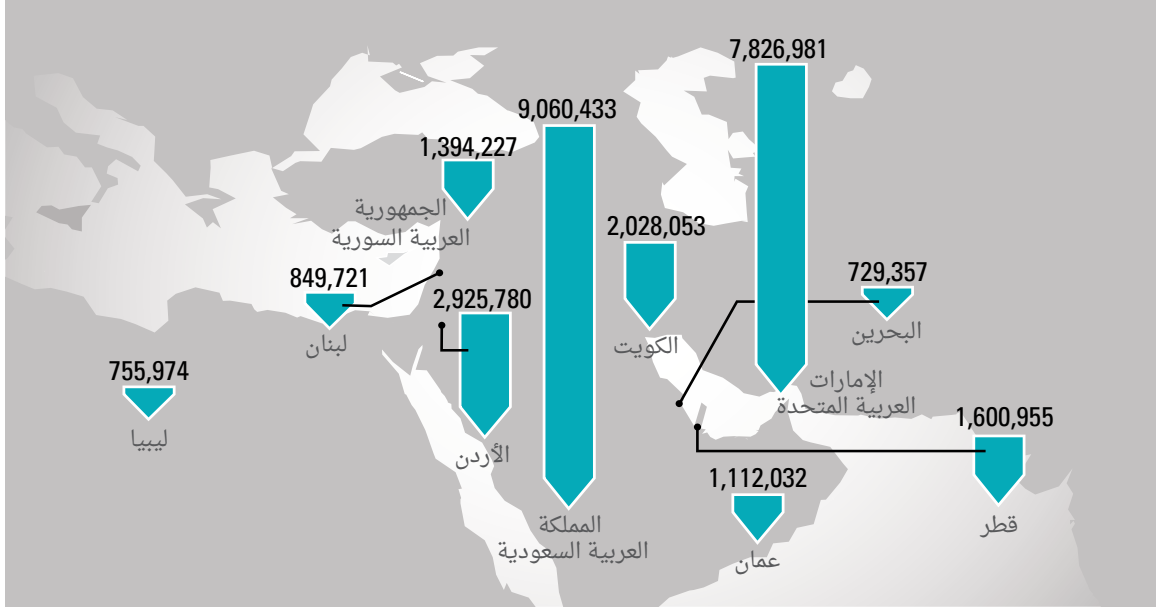 7,826,981
9,060,433
1,394,227
الجمهورية
العربية السورية
2,028,053
849,721
2,925,780
729,357
لبنان
الكويت
البحرين
755,974
الإمارات
العربية المتحدة
ليبيا
الأردن
1,600,955
1,112,032
المملكة
العربية السعودية
عمان
قطر